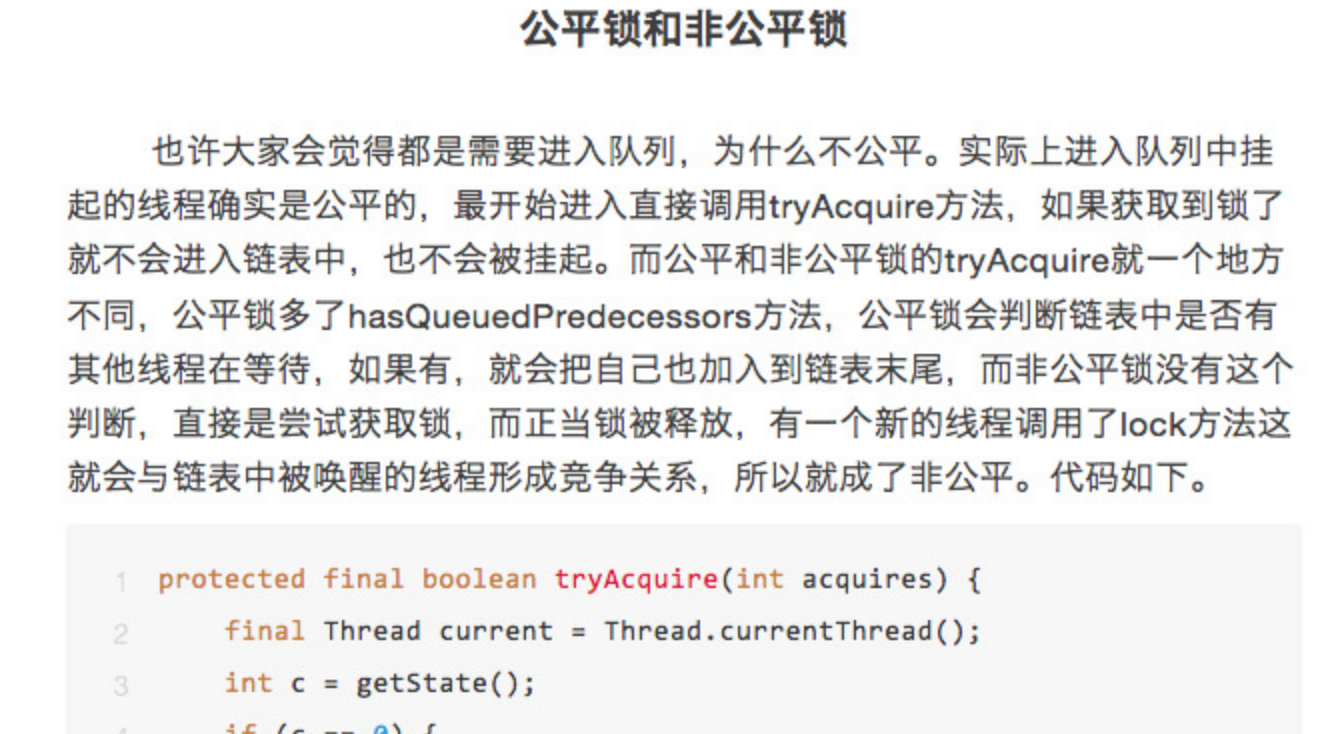 公平锁和非公平锁
也许大家会觉得都是需要进入队列，为什么不公平。实际上进入队列中挂
起的线程确实是公平的，最开始进入直接调用tryAcquire方法，如果获取到锁了
就不会进入链表中，也不会被挂起。而公平和非公平锁的tryAcquire就一个地方
不同，公平锁多了hasQueuedPredecessors方法，公平锁会判断链表中是否有
其他线程在等待，如果有，就会把自己也加入到链表末尾，而非公平锁没有这个
判断，直接是尝试获取锁，而正当锁被释放，有一个新的线程调用了lock方法这
就会与链表中被唤醒的线程形成竞争关系，所以就成了非公平。代码如下。
1 protected final boolean tryAcquire(int acquires) {
2 final Thread current = Thread.currentThread();
3 int c = getState();
4 if (c == 0) {